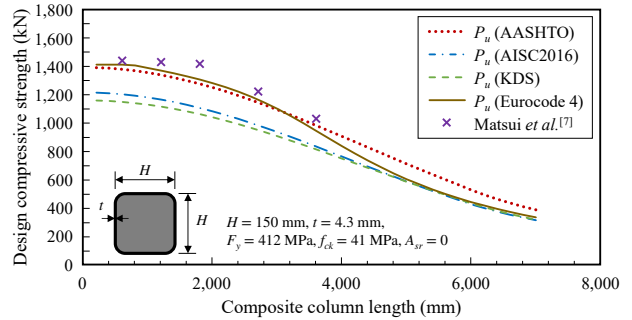 Design compressive strength (kN)
1,800
1,600
1,400
1,200
1,000
800
600
400
200
0
0
2,000
4,000
6,000
8,000
Composite column length (mm)
P_u (AASHTO)
P_u (AISC2016)
P_u (KDS)
P_u (Eurocode 4)
Matsui et al.[7]
H
t
H
H = 150 mm, t = 4.3 mm,
F_y = 412 MPa, f_ck = 41 MPa, A_sr = 0